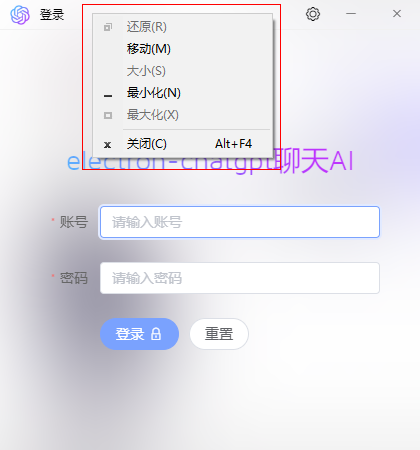 登录
还原(R)
移动(M)
大小(S)
最小化(N)
最大化(X)
关闭(C) Alt+F4
electron-chatgpt聊天AI
* 账号 请输入账号
* 密码 请输入密码
登录 重置